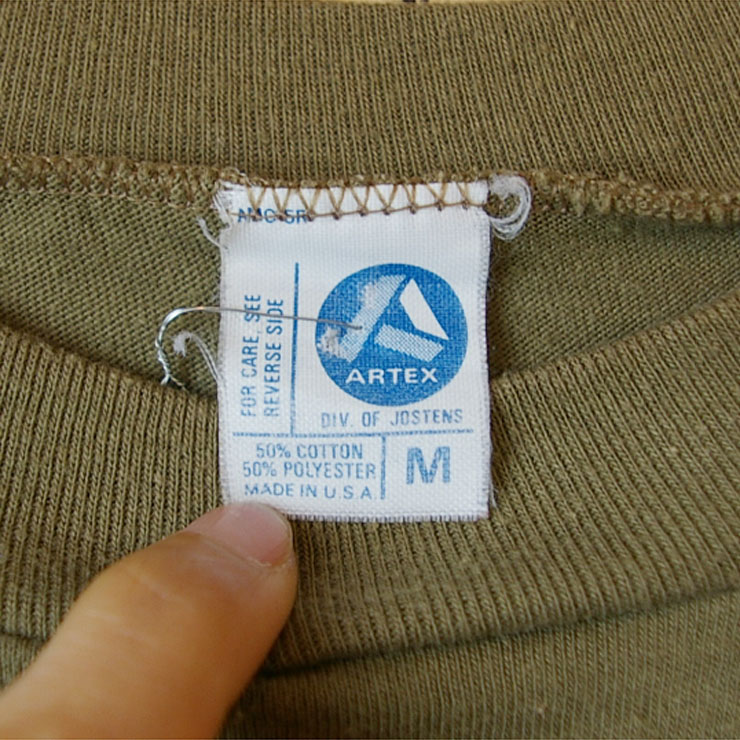 FOR CARE, SEE
REVERSE SIDE
ARTEX
DIV. OF JOSTENS
50% COTTON
50% POLYESTER
MADE IN U.S.A.
M